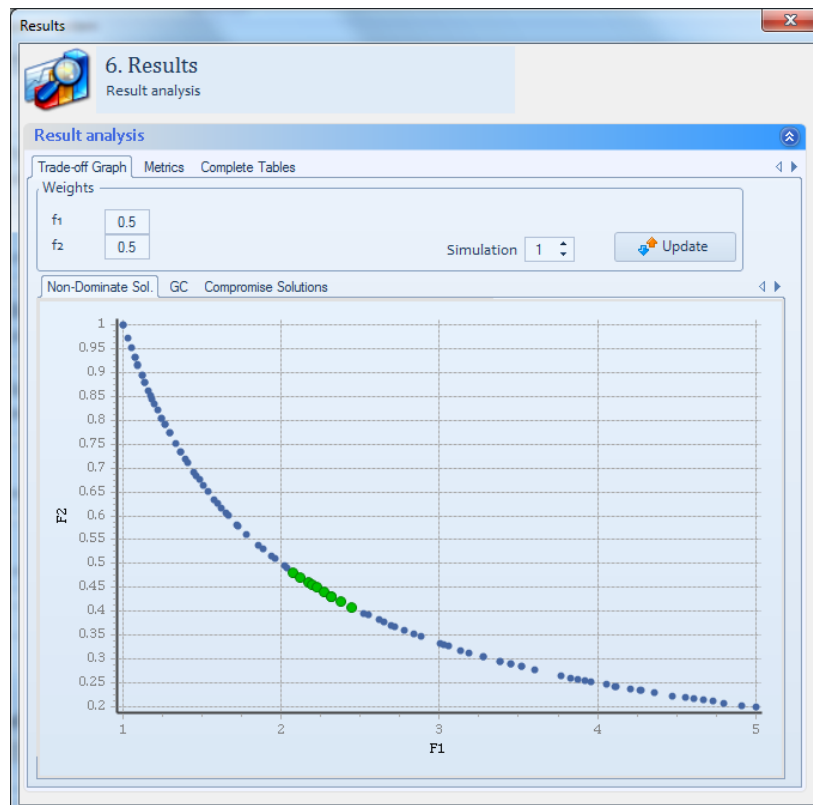 Results
6. Results
Result analysis
Result analysis
Trade-off Graph Metrics Complete Tables
Weights
f1 0.5
f2 0.5
Simulation 1 Update
Non-Dominate Sol. GC Compromise Solutions
1
0.95
0.9
0.85
0.8
0.75
0.7
0.65
0.6
0.55
0.5
0.45
0.4
0.35
0.3
0.25
0.2
F2
1 2 3 4 5
F1